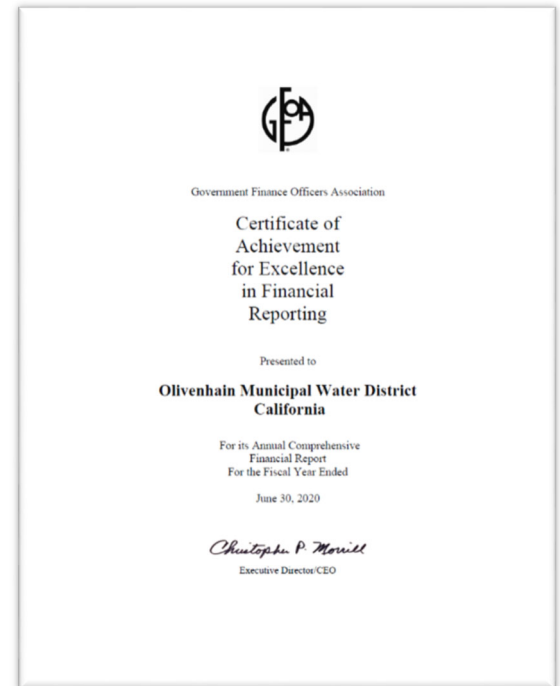 GFOA
Government Finance Officers Association
Certificate of
Achievement
for Excellence
in Financial
Reporting
Presented to
Olivenhain Municipal Water District
California
For its Annual Comprehensive
Financial Report
For the Fiscal Year Ended
June 30, 2020
Christopher P. Morrill
Executive Director/CEO